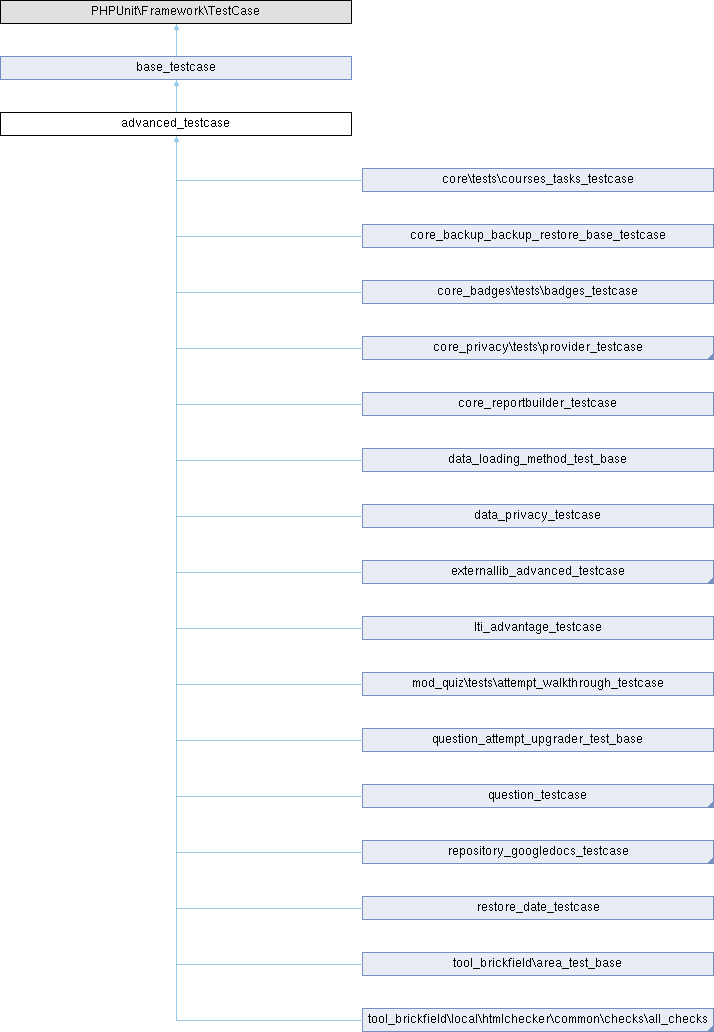 PHPUnit\Framework\TestCase
base_testcase
advanced_testcase
core\tests\courses_tasks_testcase
core_backup_backup_restore_base_testcase
core_badges\tests\badges_testcase
core_privacy\tests\provider_testcase
core_reportbuilder_testcase
data_loading_method_test_base
data_privacy_testcase
externallib_advanced_testcase
lti_advantage_testcase
mod_quiz\tests\attempt_walkthrough_testcase
question_attempt_upgrader_test_base
question_testcase
repository_googledocs_testcase
restore_date_testcase
tool_brickfield\area_test_base
tool_brickfield\local\htmlchecker\common\checks\all_checks